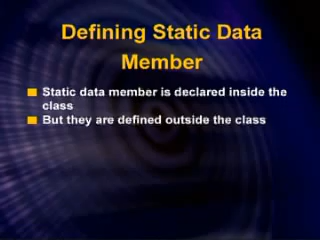 Defining Static Data
Member
Static data member is declared inside the
class
But they are defined outside the class